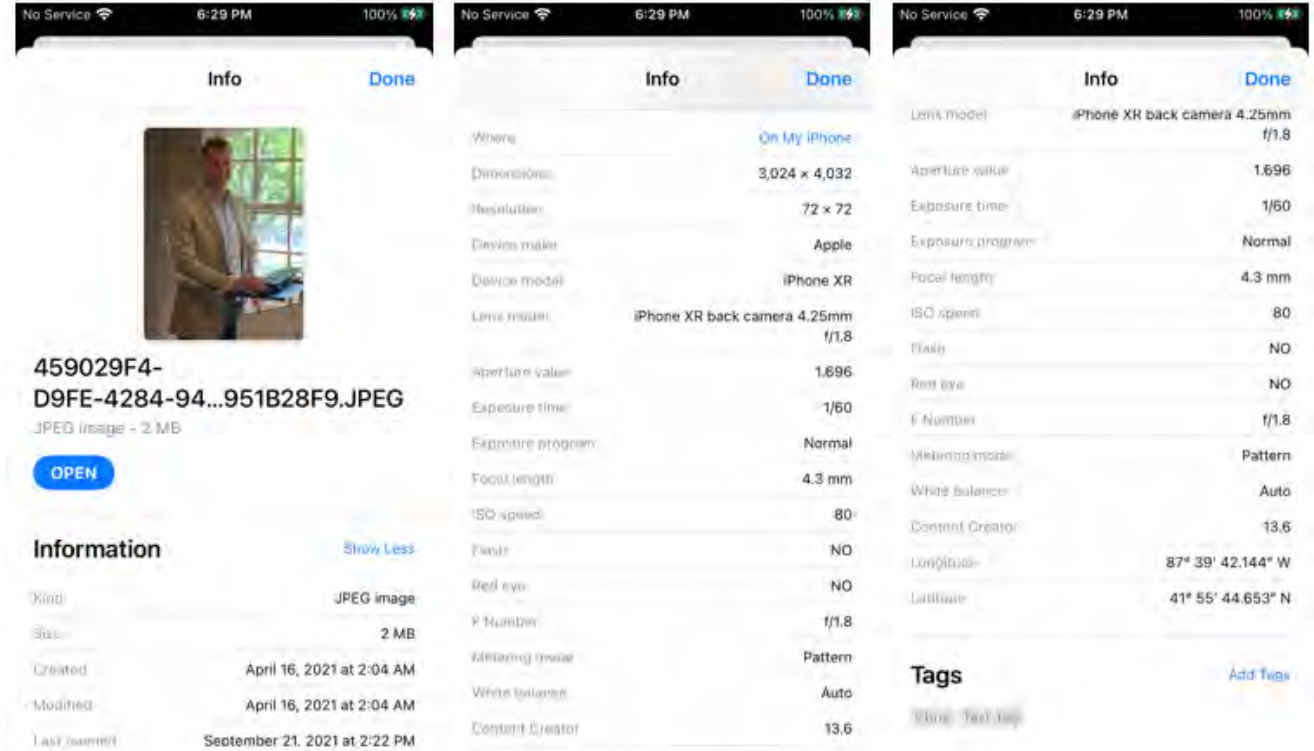 No Service 6:29 PM 100%
Info Done
459029F4-
D9FE-4284-94...951B28F9.JPEG
JPEG image - 2 MB
OPEN
Information Show Less
Kind JPEG image
Size 2 MB
Created April 16, 2021 at 2:04 AM
Modified April 16, 2021 at 2:04 AM
Last opened September 21, 2021 at 2:22 PM
No Service 6:29 PM 100%
Info Done
Where On My iPhone
Dimensions 3,024 × 4,032
Resolution 72 × 72
Device make Apple
Device model iPhone XR
Lens model iPhone XR back camera 4.25mm
f/1.8
Aperture value 1.696
Exposure time 1/60
Exposure program Normal
Focal length 4.3 mm
ISO speed 80
Flash NO
Red eye NO
F Number f/1.8
Metering mode Pattern
White balance Auto
Content Creator 13.6
No Service 6:29 PM 100%
Info Done
Lens model iPhone XR back camera 4.25mm
f/1.8
Aperture value 1.696
Exposure time 1/60
Exposure program Normal
Focal length 4.3 mm
ISO speed 80
Flash NO
Red eye NO
F Number f/1.8
Metering mode Pattern
White balance Auto
Content Creator 13.6
Longitude 87° 39' 42.144" W
Latitude 41° 55' 44.653" N
Tags Add Tags